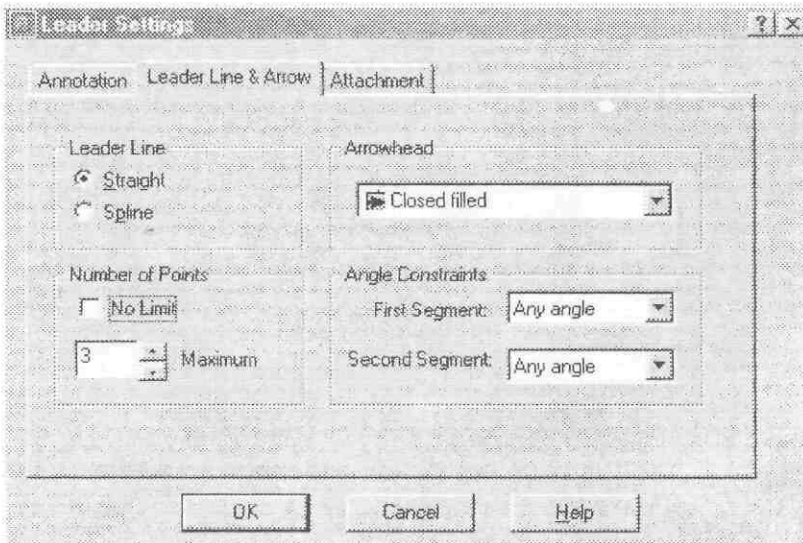 Leader Settings
Annotation Leader Line & Arrow Attachment
Leader Line
Straight
Spline
Arrowhead
Closed filled
Number of Points
No Limit
3 Maximum
Angle Constraints
First Segment: Any angle
Second Segment: Any angle
OK Cancel Help